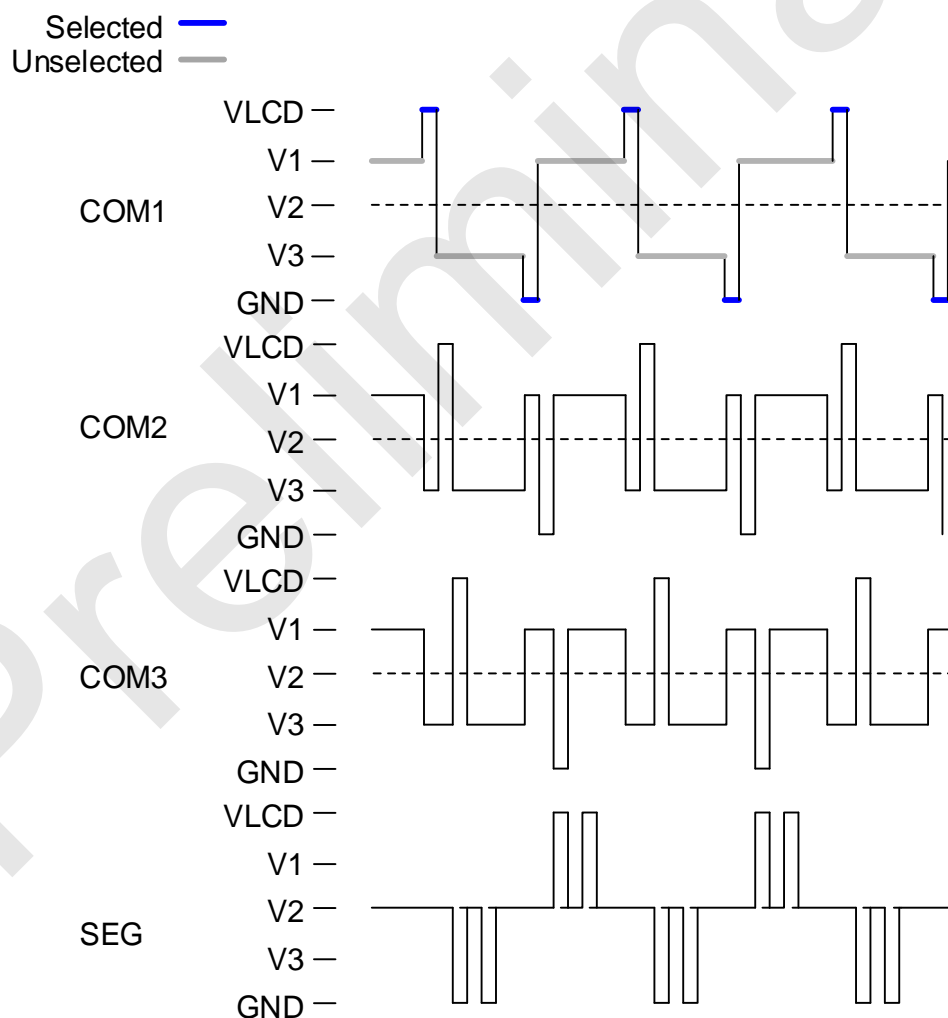 Selected
Unselected
VLCD
V1
COM1
V2
V3
GND
VLCD
V1
COM2
V2
V3
GND
VLCD
V1
COM3
V2
V3
GND
VLCD
V1
V2
SEG
V3
GND
Prelimina